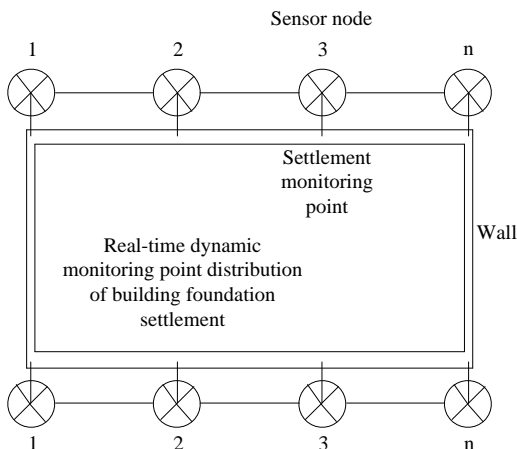 Sensor node
1 2 3 n
Settlement
monitoring
point
Wall
Real-time dynamic
monitoring point distribution
of building foundation
settlement
1 2 3 n